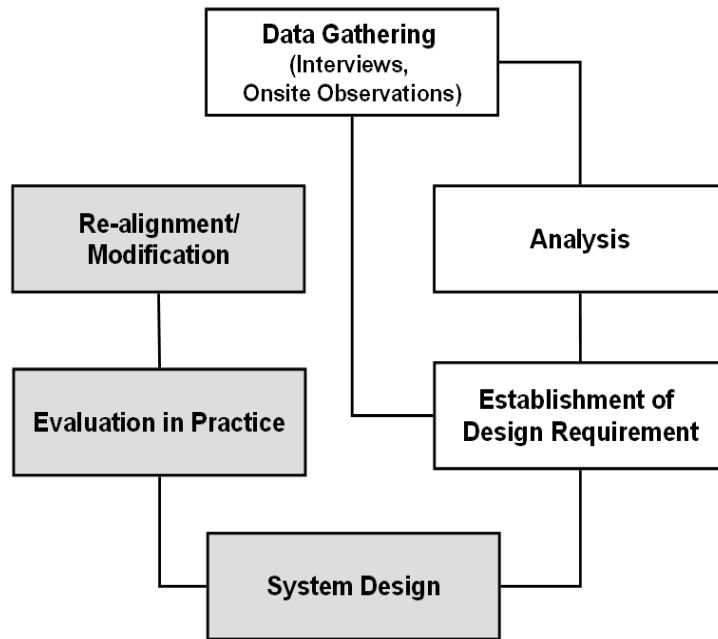 Data Gathering
(Interviews,
Onsite Observations)
Re-alignment/
Modification
Analysis
Evaluation in Practice
Establishment of
Design Requirement
System Design